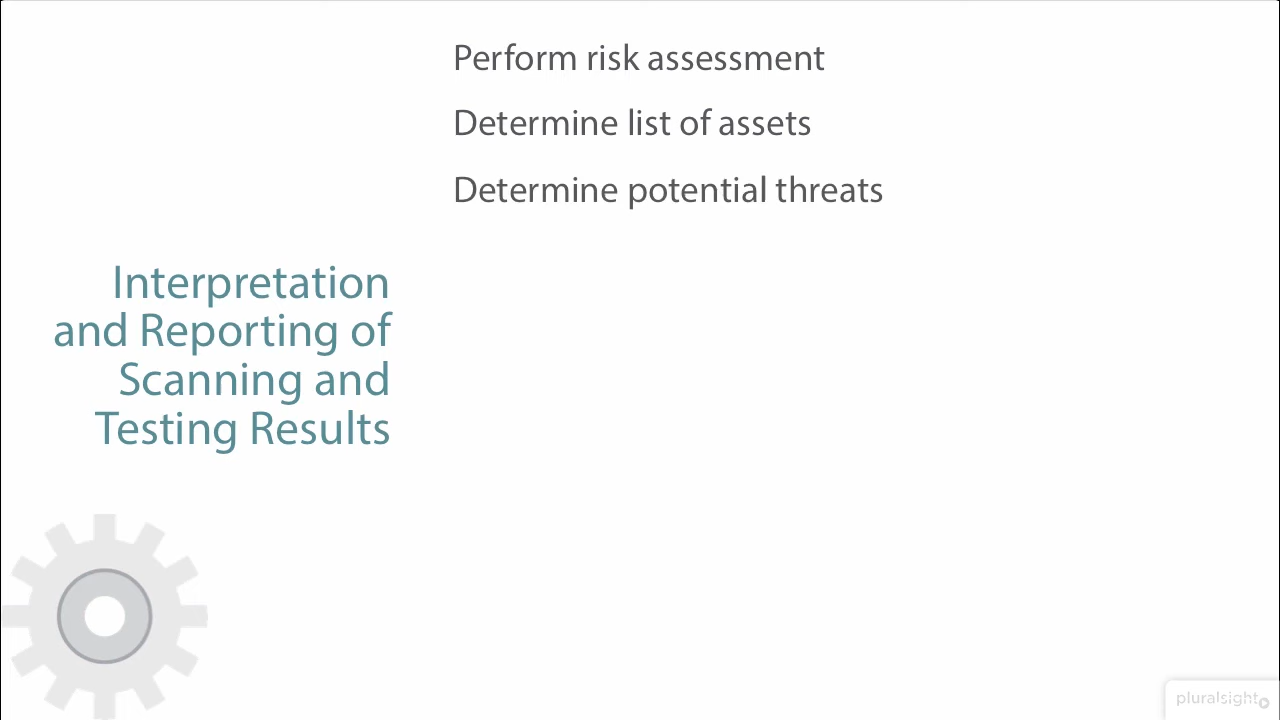 Perform risk assessment
Determine list of assets
Determine potential threats
Interpretation
and Reporting of
Scanning and
Testing Results
pluralsight